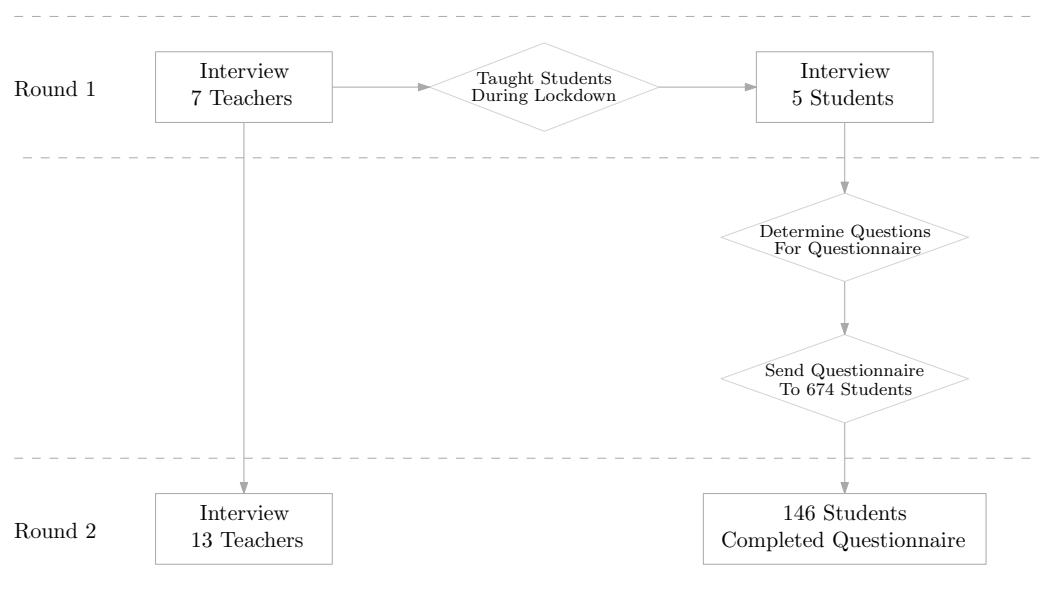 Round 1
Interview
7 Teachers
Taught Students
During Lockdown
Interview
5 Students
Determine Questions
For Questionnaire
Send Questionnaire
To 674 Students
Round 2
Interview
13 Teachers
146 Students
Completed Questionnaire